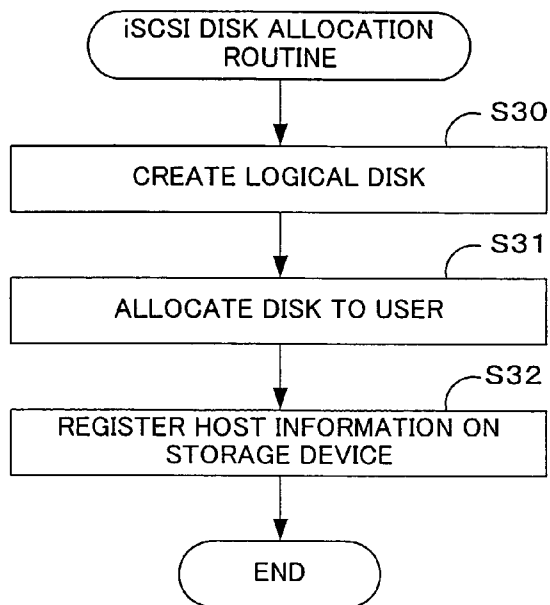 iSCSI DISK ALLOCATION
ROUTINE
S30
CREATE LOGICAL DISK
S31
ALLOCATE DISK TO USER
S32
REGISTER HOST INFORMATION ON
STORAGE DEVICE
END